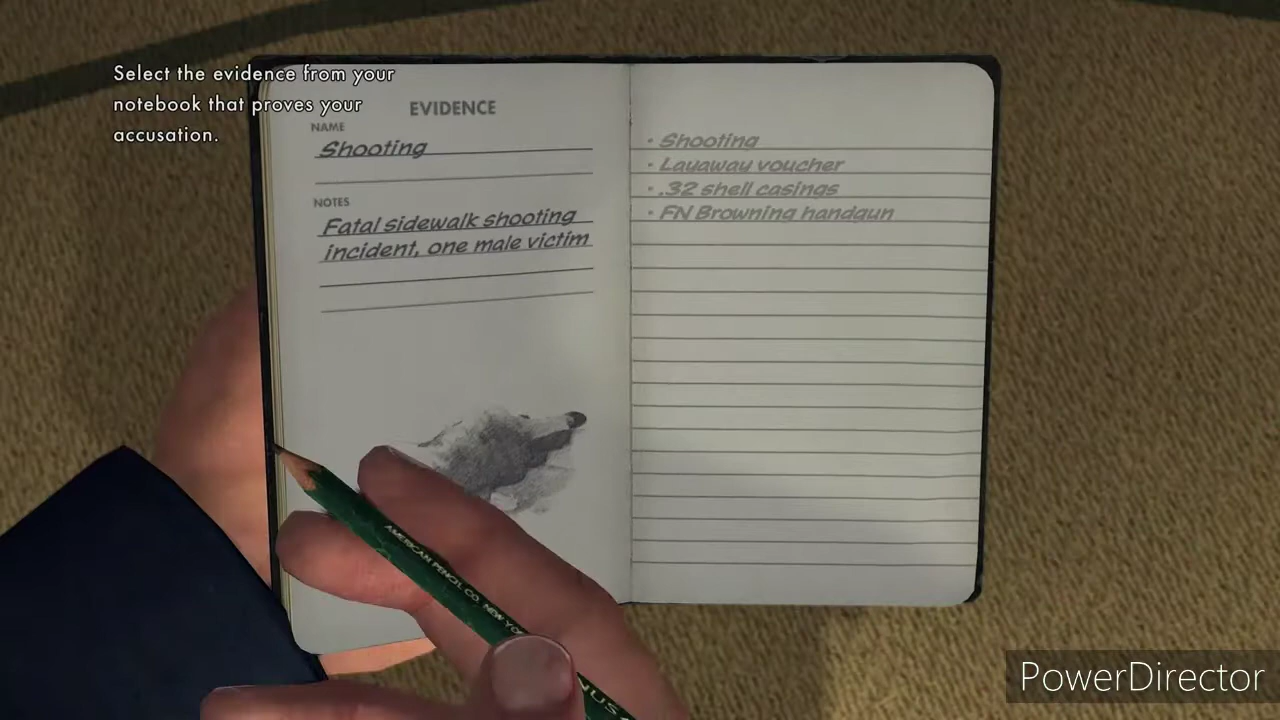 Select the evidence from your
notebook that proves your
accusation.
EVIDENCE
NAME
Shooting
NOTES
Fatal sidewalk shooting
incident, one male victim
• Shooting
• Layaway voucher
• .32 shell casings
• FN Browning handgun
AMERICAN PENCIL CO. NEW YO
NUS
PowerDirector